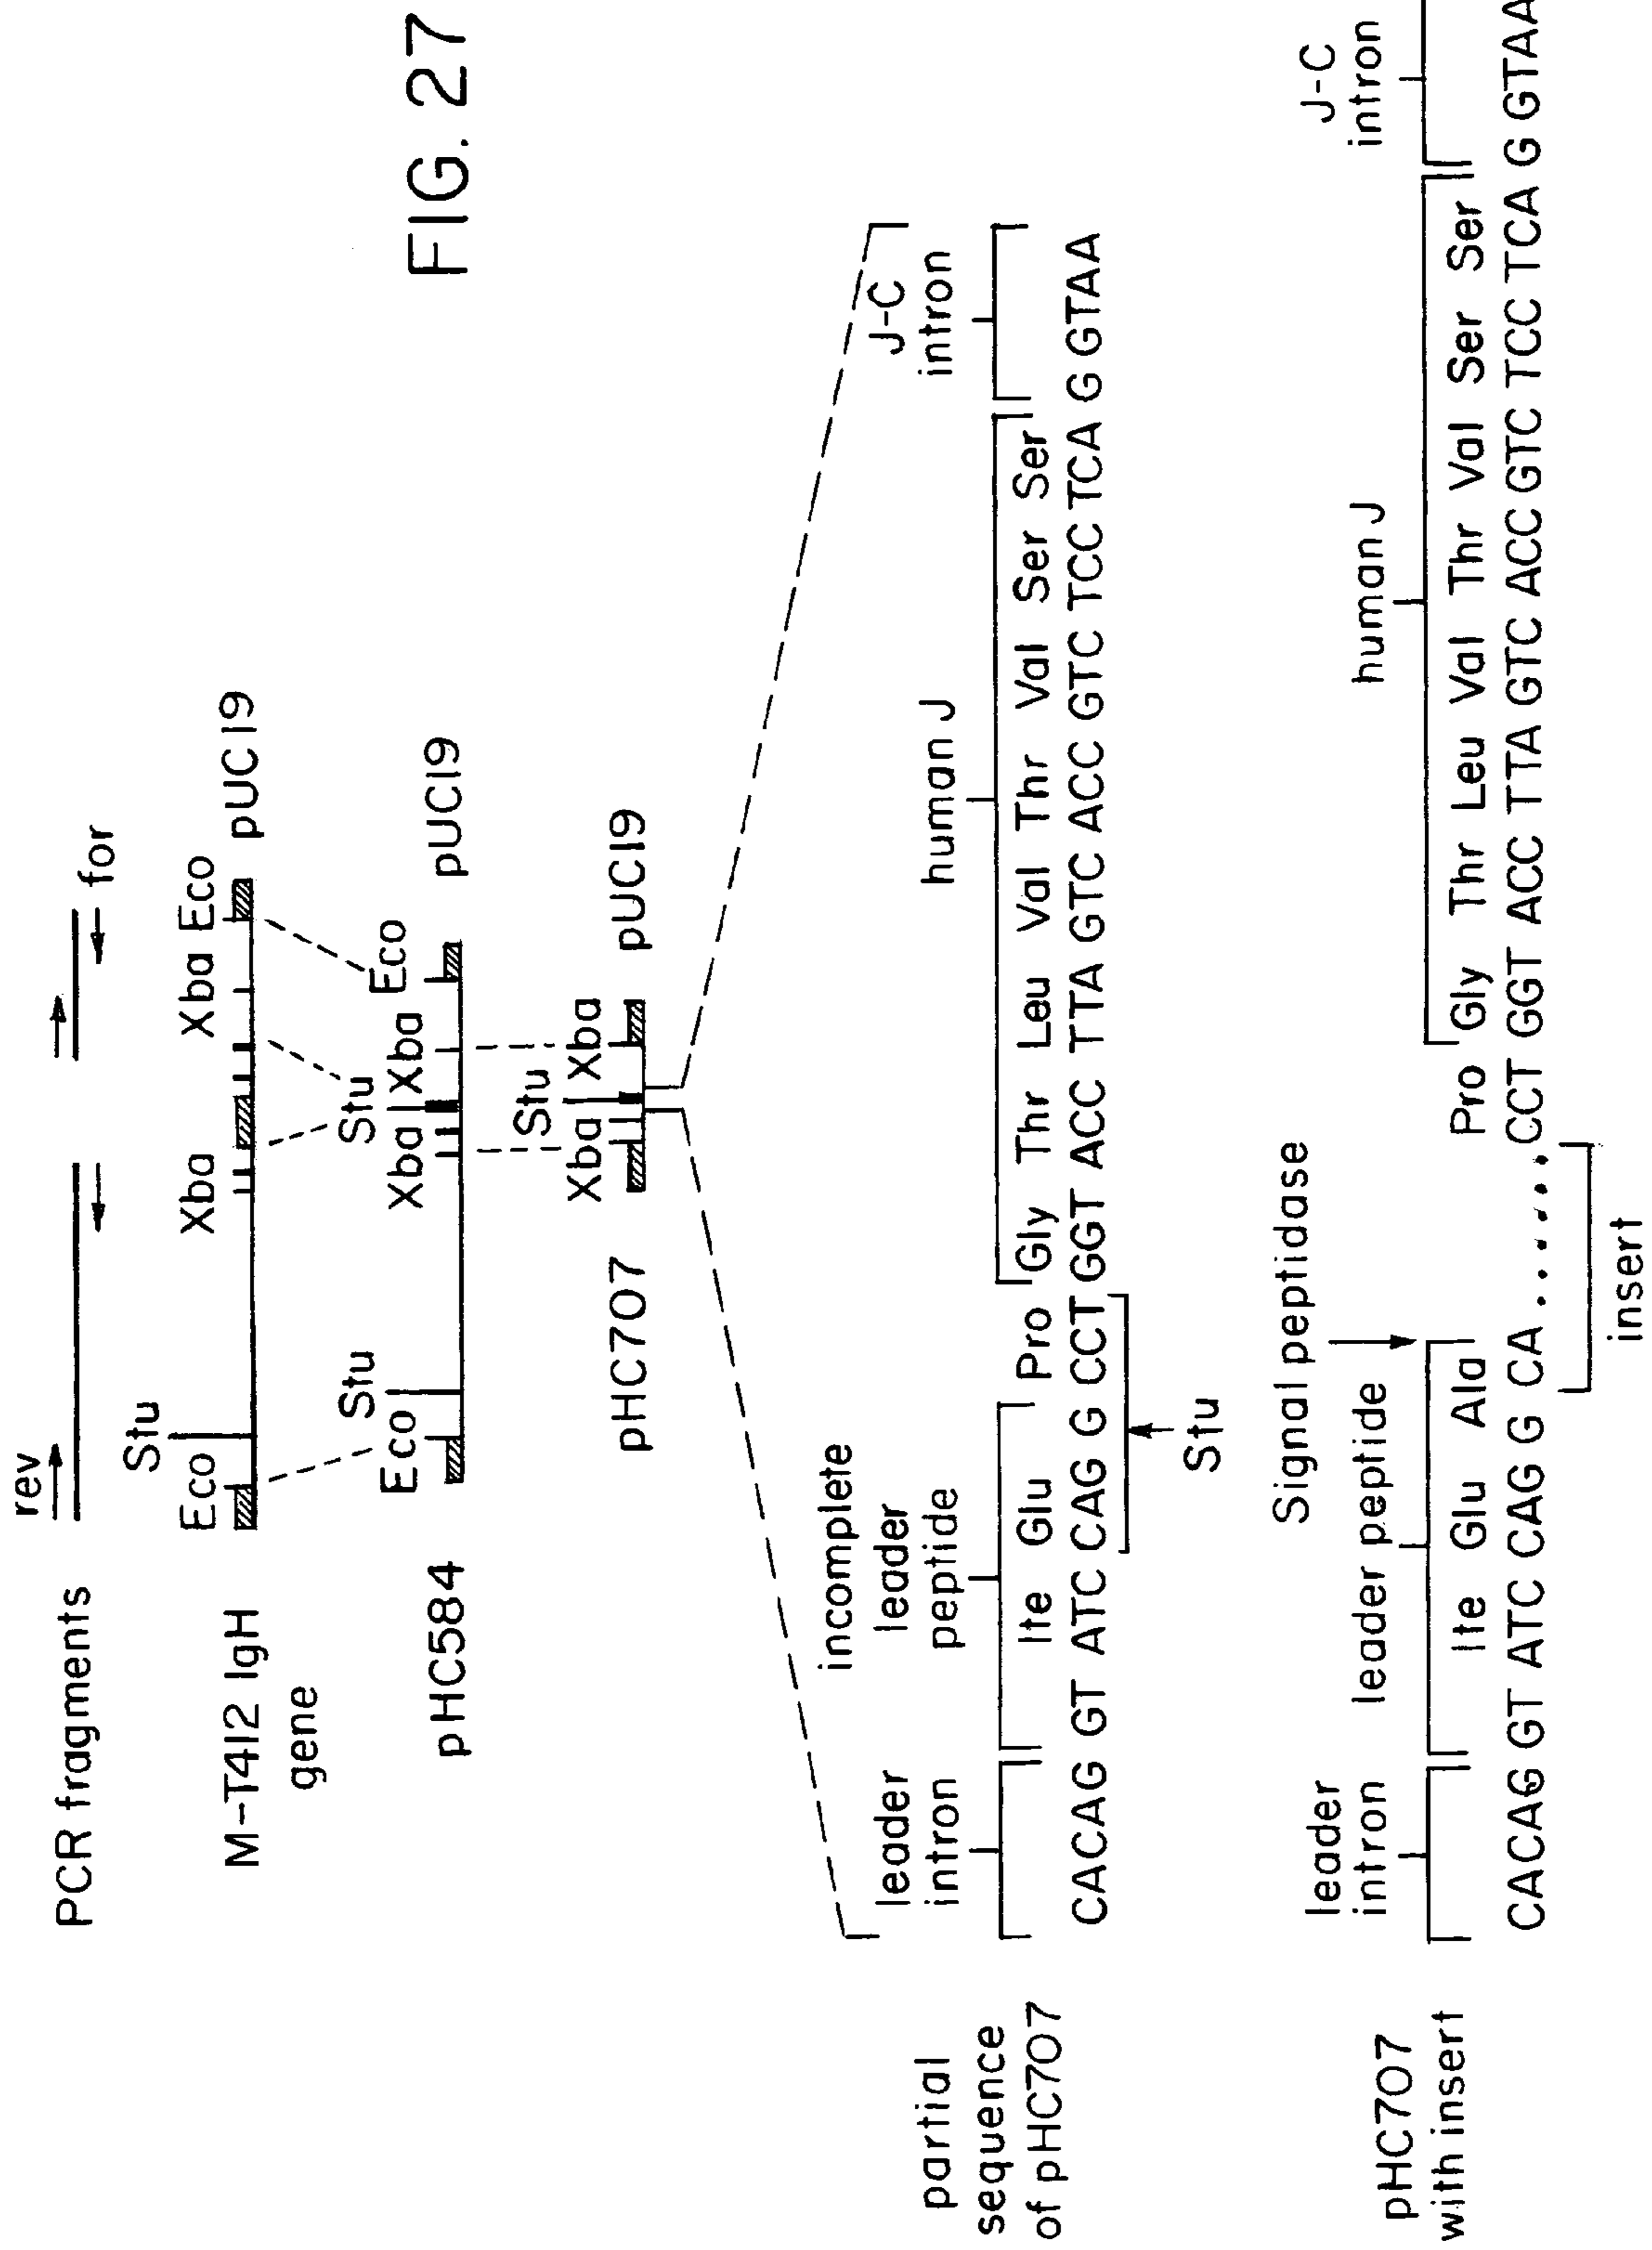 FIG. 27
PCR fragments
rev
for
M-T412 IgH
gene
Eco
Stu
Xba
Xba
Eco
pUC19
pHC584
Eco
Stu
Xba
Stu
Xba
Eco
pUC19
pHC707
Xba
Stu
Xba
pUC19
partial
sequence
of pHC707
leader
intron
incomplete
leader
peptide
human J
J-C
intron
Ite Glu Pro Gly Thr Leu Val Thr Val Ser Ser
CACAG GT ATC CAG G CCT GGT ACC TTA GTC ACC GTC TCC TCA G GTAA
Stu
pHC707
with insert
leader
intron
leader peptide
Signal peptidase
human J
J-C
intron
Ite Glu Ala Pro Gly Thr Leu Val Thr Val Ser Ser
CACAG GT ATC CAG G CA....... CCT GGT ACC TTA GTC ACC GTC TCC TCA G GTAA
insert